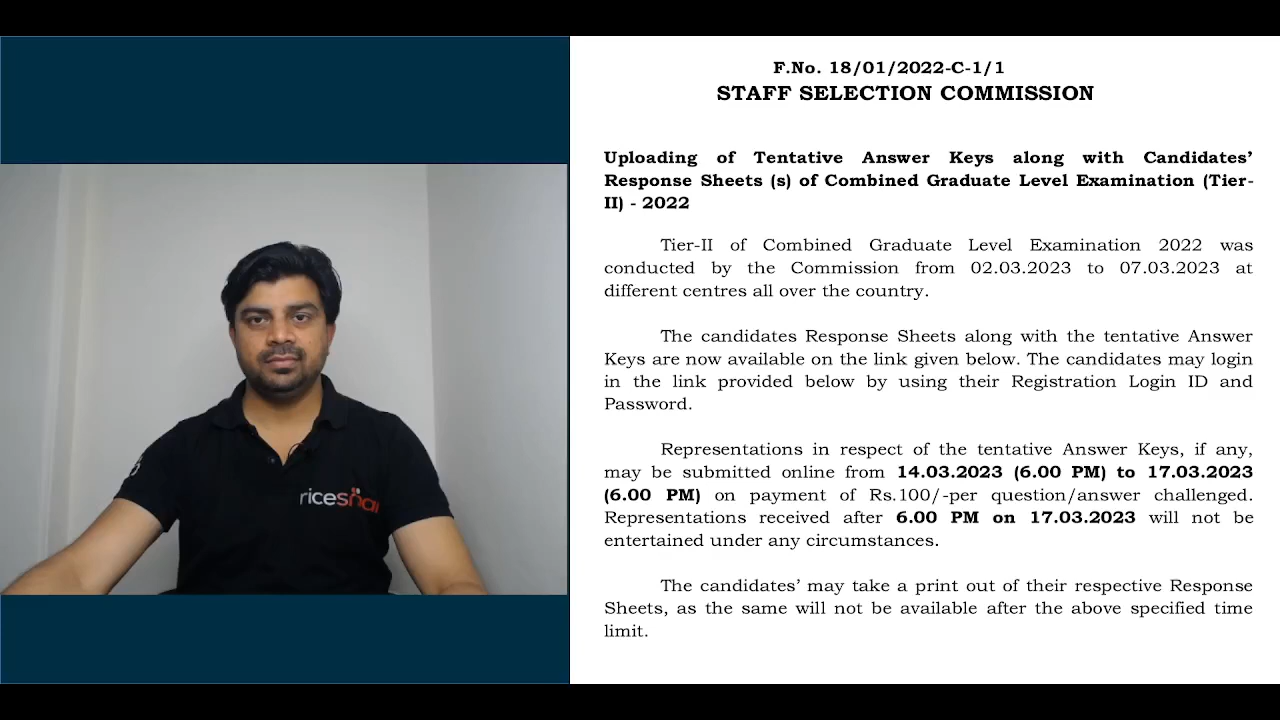 F.No. 18/01/2022-C-1/1
STAFF SELECTION COMMISSION
Uploading of Tentative Answer Keys along with Candidates’
Response Sheets (s) of Combined Graduate Level Examination (Tier-
II) - 2022
Tier-II of Combined Graduate Level Examination 2022 was
conducted by the Commission from 02.03.2023 to 07.03.2023 at
different centres all over the country.
The candidates Response Sheets along with the tentative Answer
Keys are now available on the link given below. The candidates may login
in the link provided below by using their Registration Login ID and
Password.
Representations in respect of the tentative Answer Keys, if any,
may be submitted online from 14.03.2023 (6.00 PM) to 17.03.2023
(6.00 PM) on payment of Rs.100/-per question/answer challenged.
Representations received after 6.00 PM on 17.03.2023 will not be
entertained under any circumstances.
The candidates’ may take a print out of their respective Response
Sheets, as the same will not be available after the above specified time
limit.